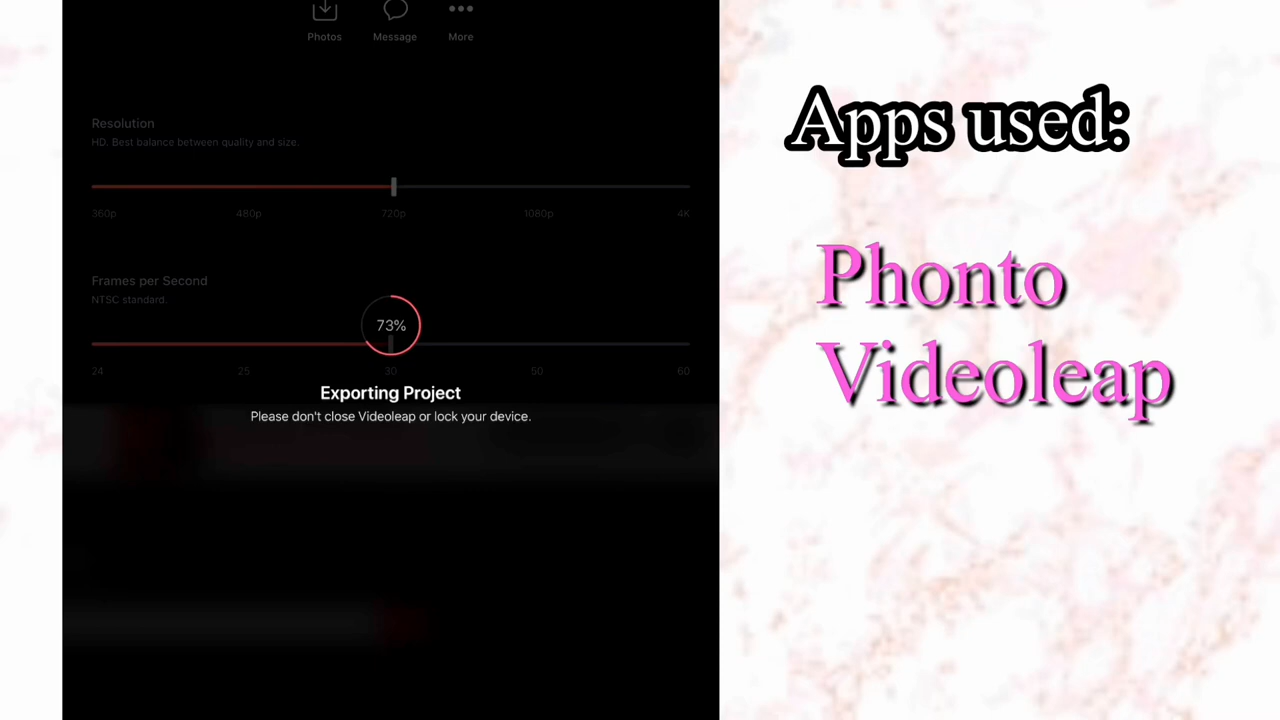 Photos Message More
Resolution
HD. Best balance between quality and size.
360p 480p 720p 1080p 4K
Frames per Second
NTSC standard.
73%
24 25 30 50 60
Exporting Project
Please don't close Videoleap or lock your device.
Apps used:
Phonto
Videoleap